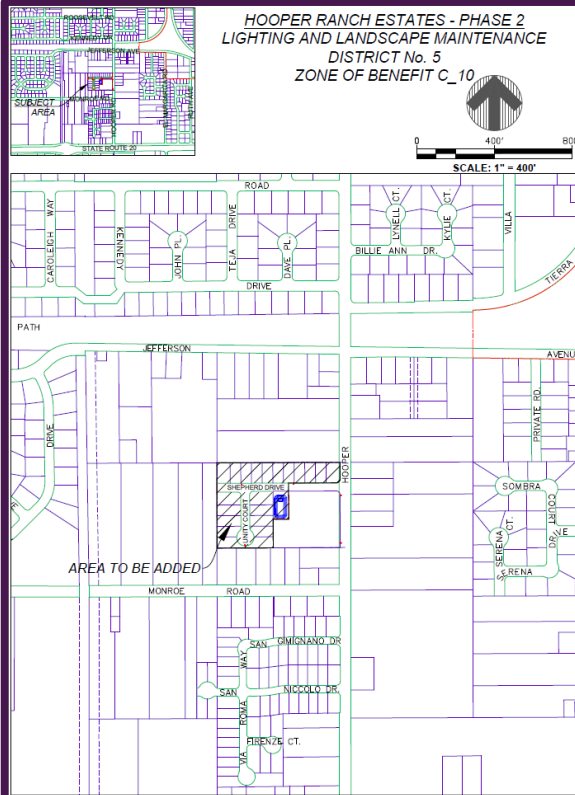 HOOPER RANCH ESTATES - PHASE 2
LIGHTING AND LANDSCAPE MAINTENANCE
DISTRICT No. 5
ZONE OF BENEFIT C_10
ROOSEVELT RD
JEFFERSON AVE
SUBJECT
AREA
STATE ROUTE 20
0 400' 800
SCALE: 1" = 400'
ROAD
CAROLEIGH WAY
KENNEDY
JOHN PL.
TEJA DRIVE
DAVE PL.
LYNELL CT.
KYLIE CT.
BILLIE ANN DR.
VILLA
TIERRA
DRIVE
PATH
JEFFERSON
AVENU
DRIVE
HOOPER
PRIVATE RD.
SHEPHERD DRIVE
UNITY COURT
SOMBRA
COURT
SERENA CT.
DRIVE
SERENA
AREA TO BE ADDED
MONROE ROAD
SAN GIMIGNANO DR
WAY
SAN NICCOLO DR.
ROMA
FIRENZE CT.
VIA